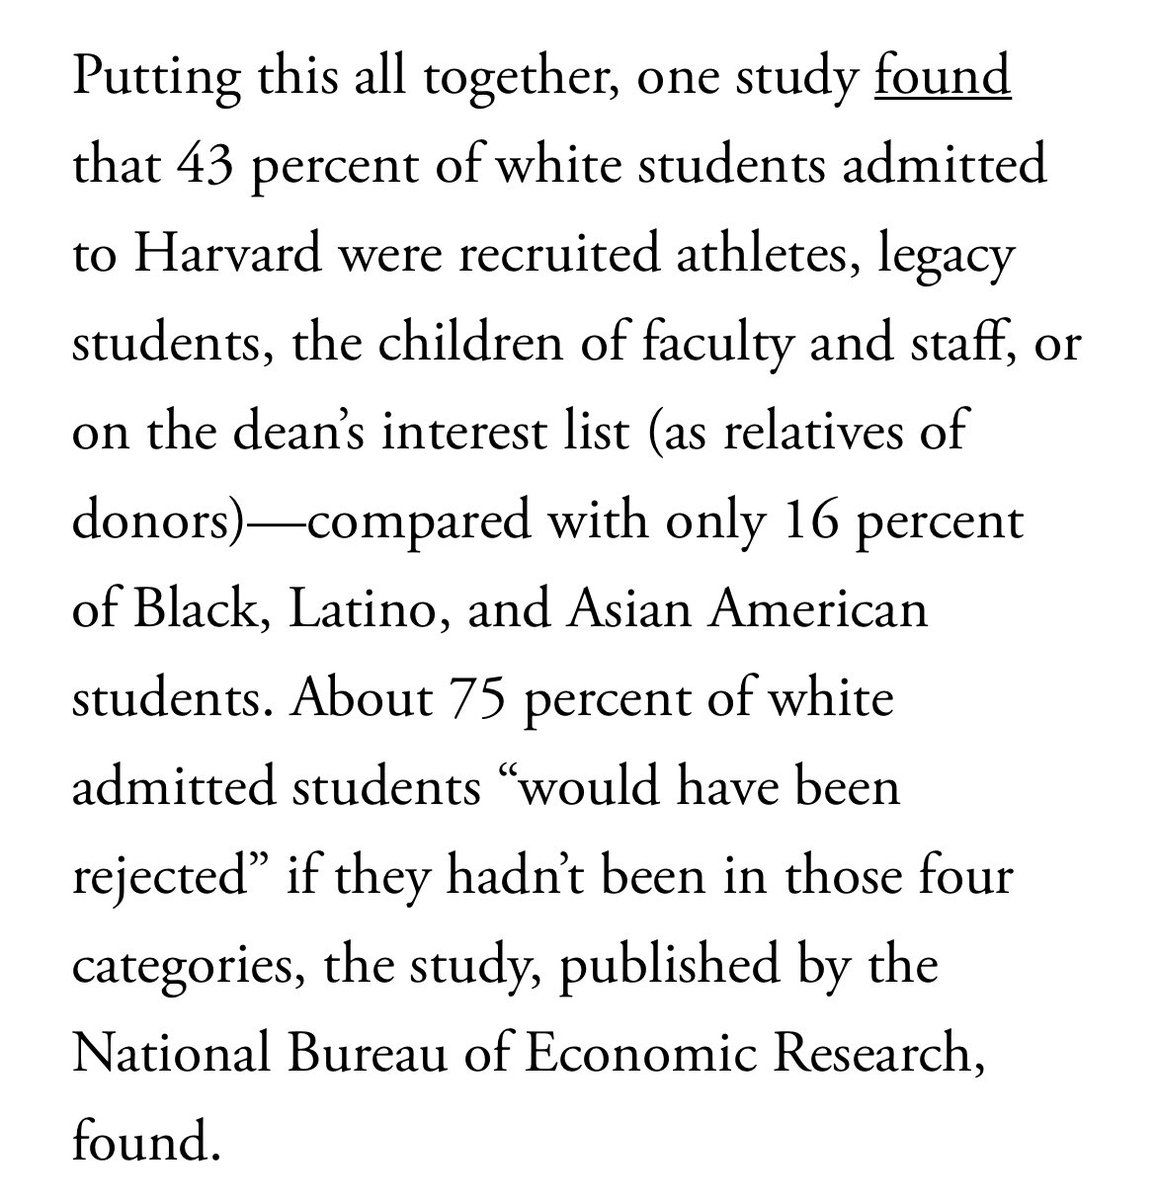 Putting this all together, one study found
that 43 percent of white students admitted
to Harvard were recruited athletes, legacy
students, the children of faculty and staff, or
on the dean’s interest list (as relatives of
donors)—compared with only 16 percent
of Black, Latino, and Asian American
students. About 75 percent of white
admitted students “would have been
rejected” if they hadn’t been in those four
categories, the study, published by the
National Bureau of Economic Research,
found.